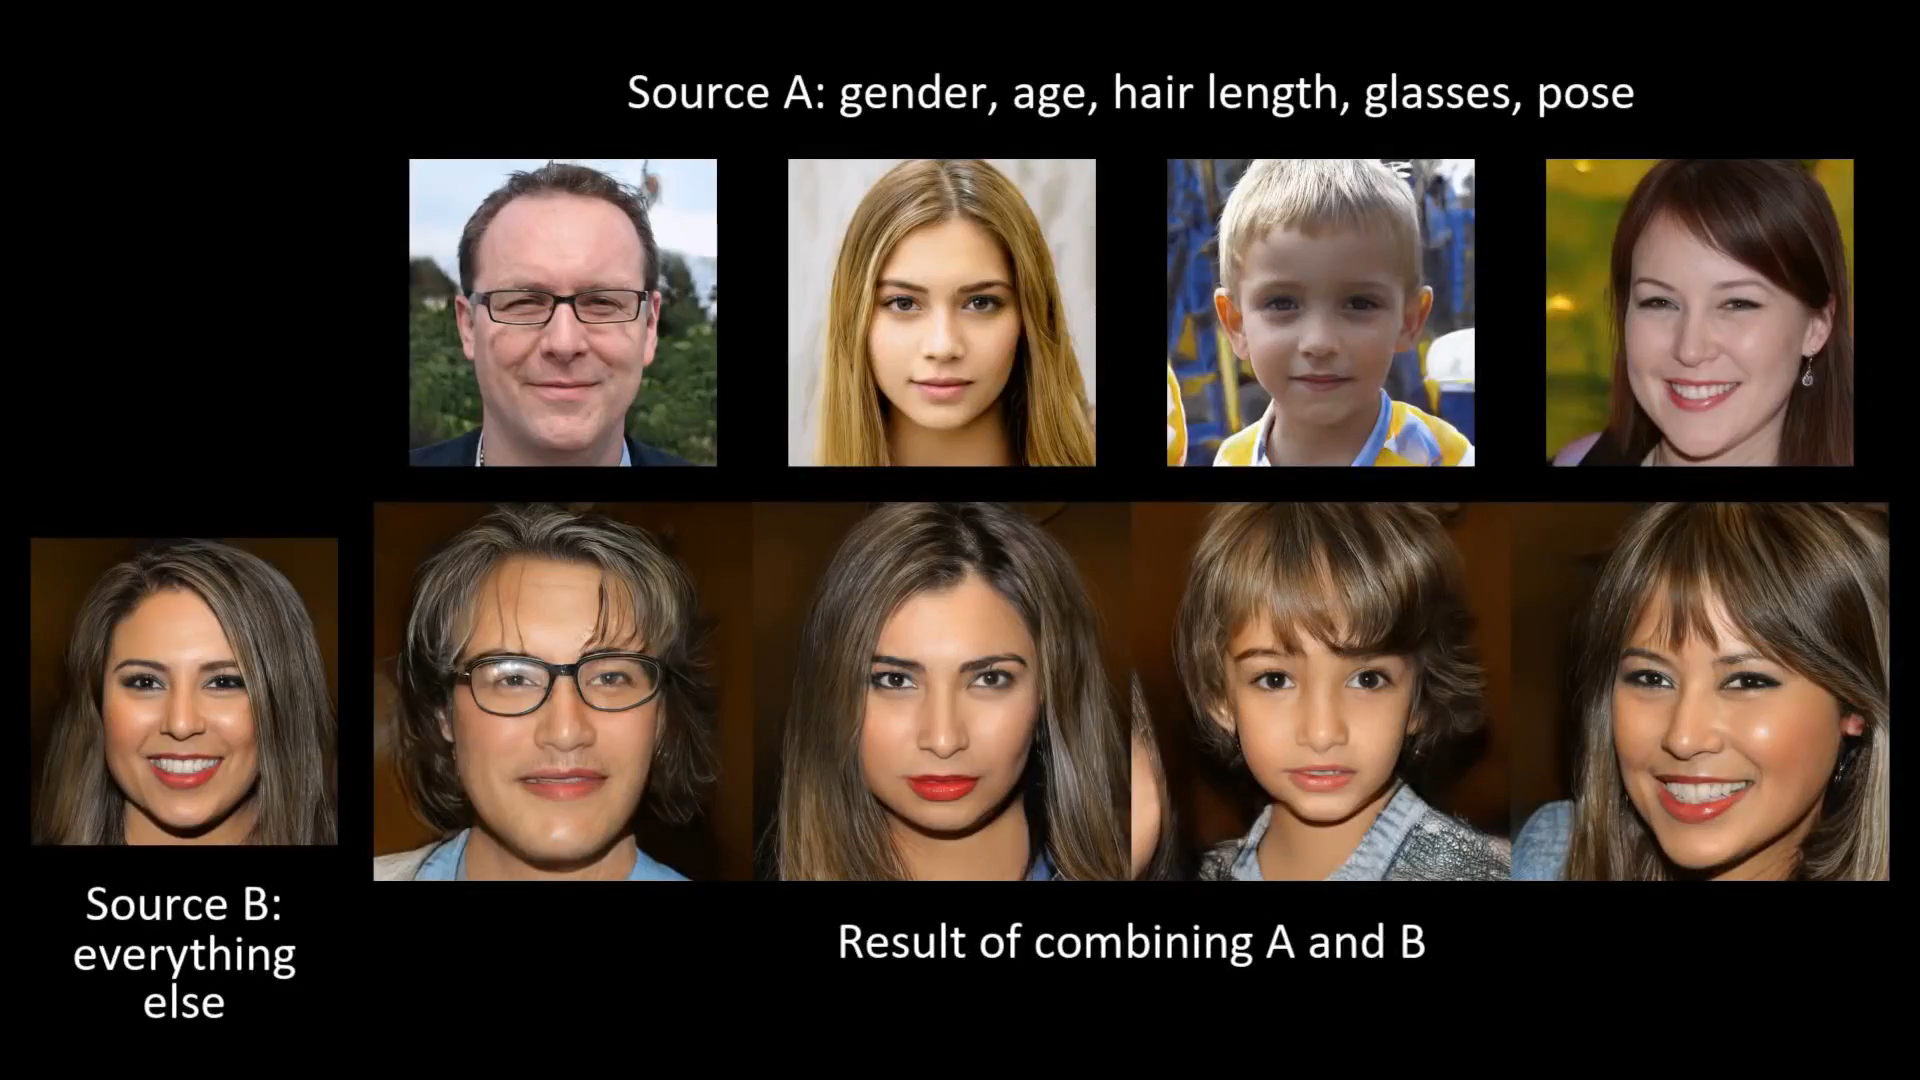 Source A: gender, age, hair length, glasses, pose
Source B:
everything
else
Result of combining A and B